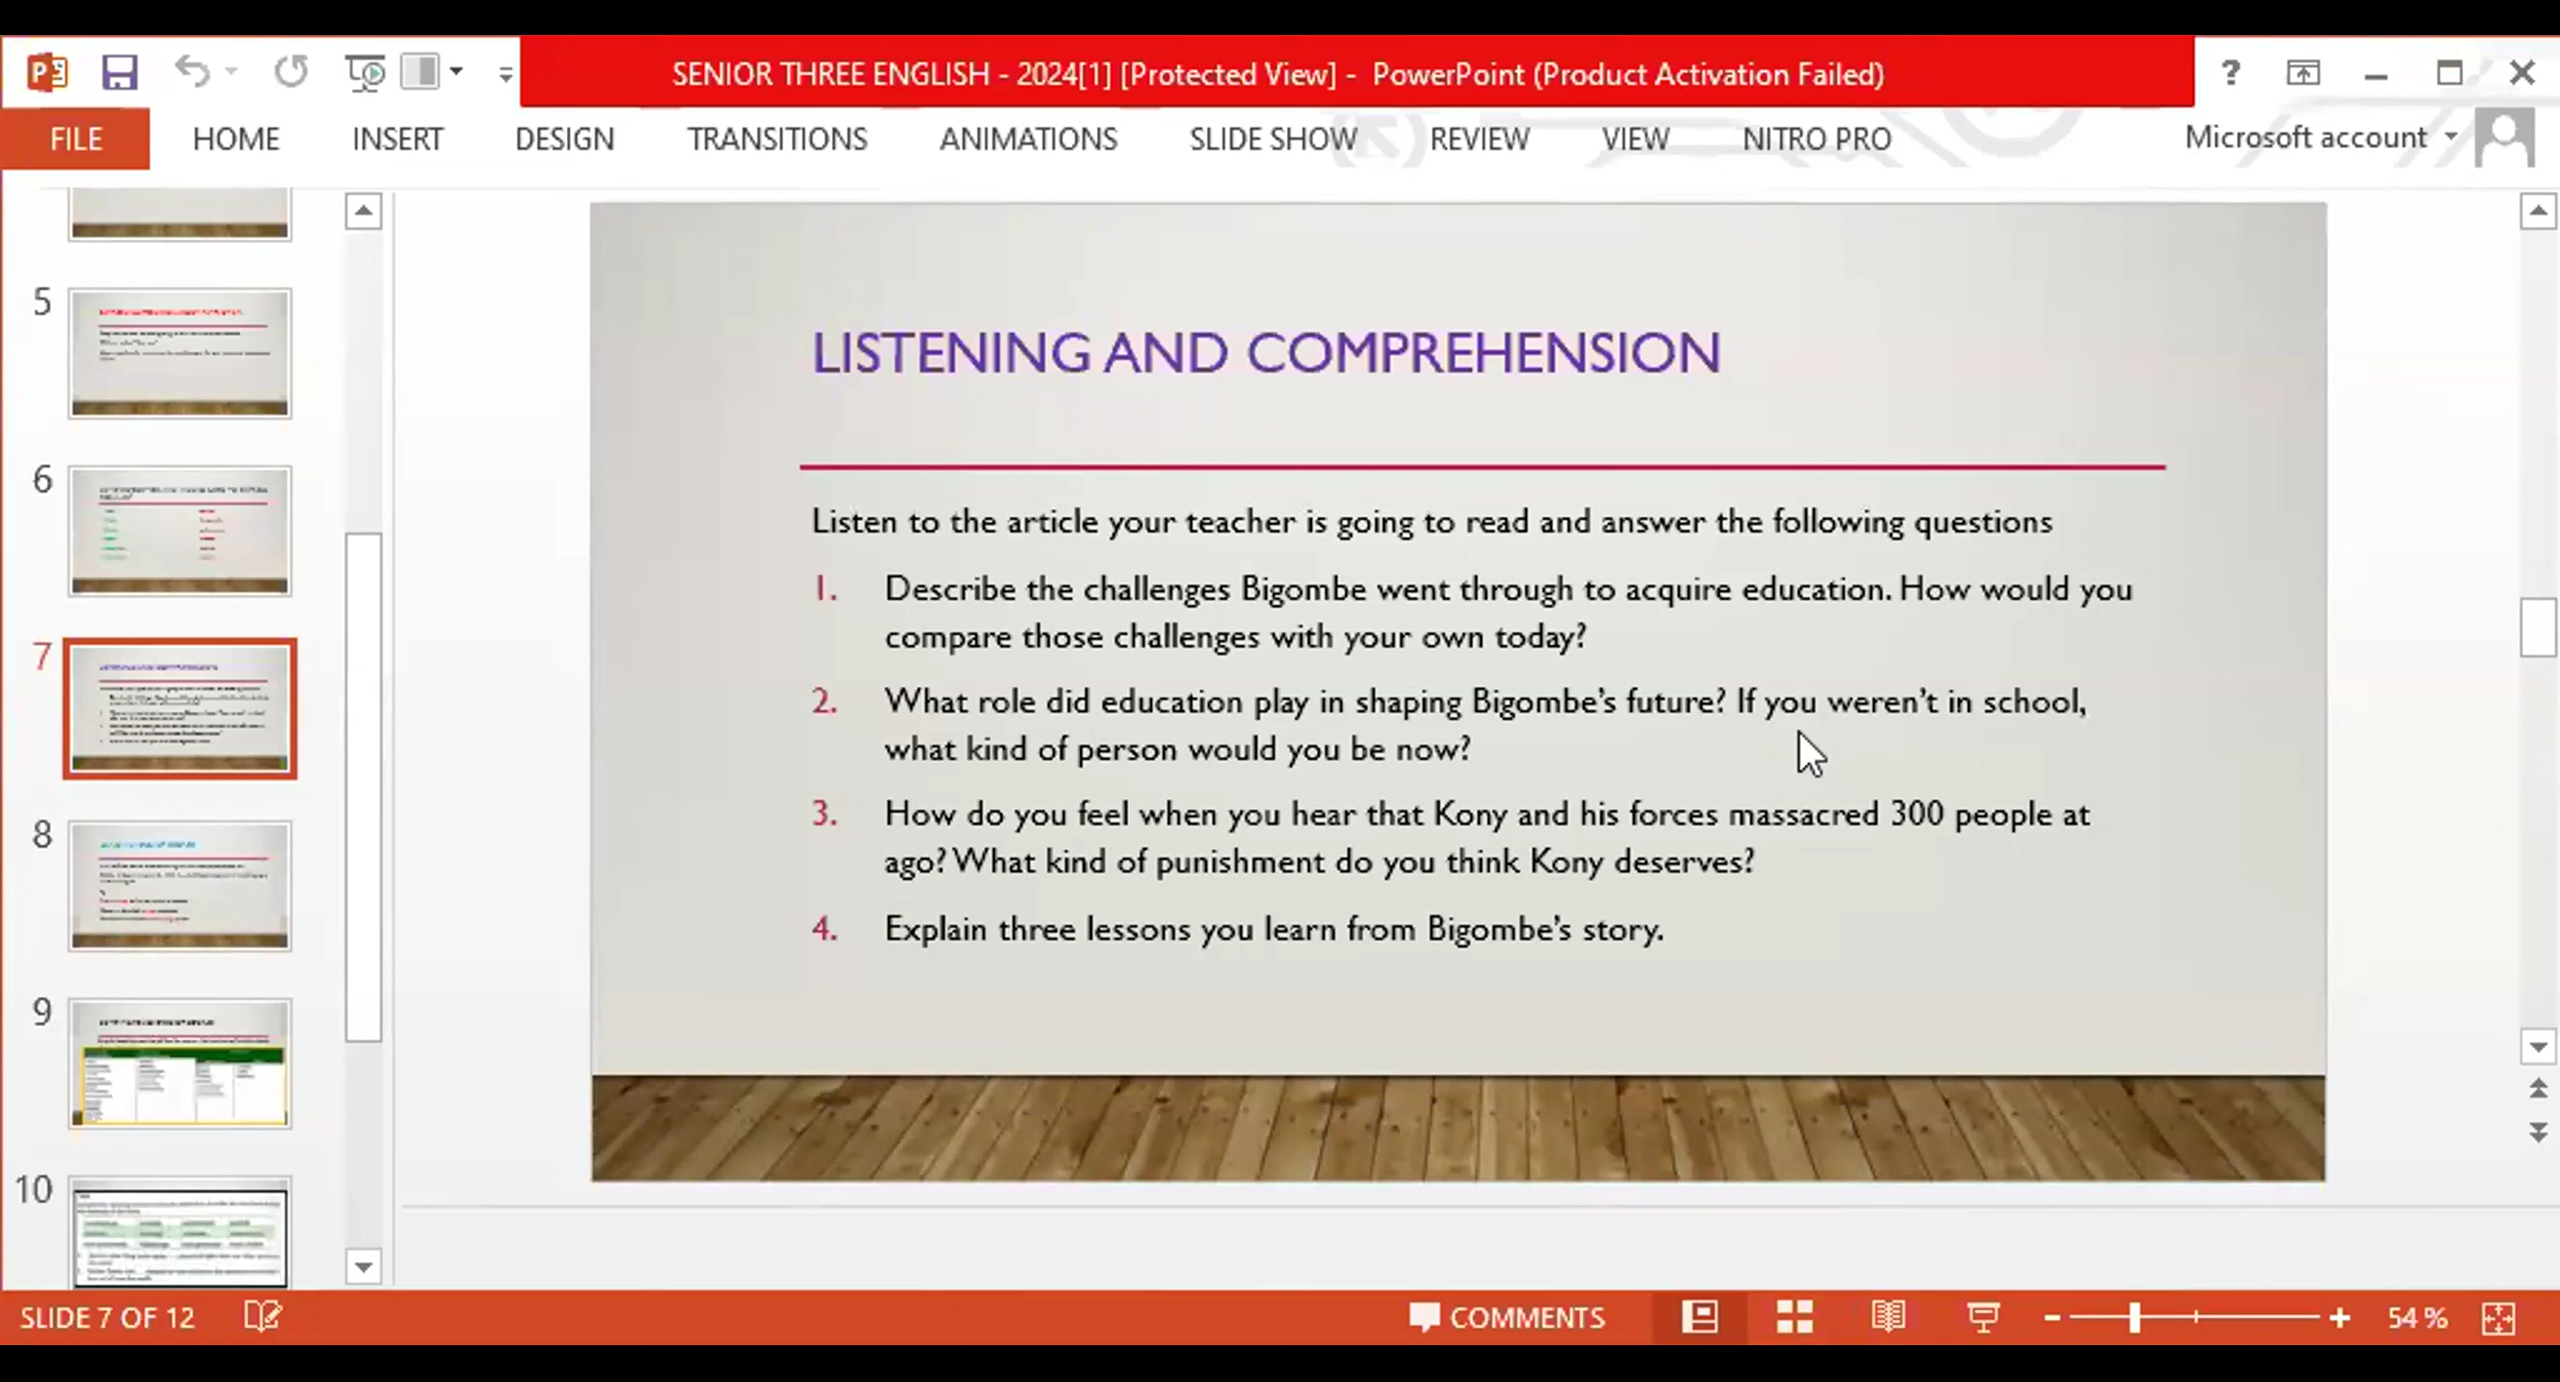 SENIOR THREE ENGLISH - 2024[1] [Protected View] - PowerPoint (Product Activation Failed)
FILE HOME INSERT DESIGN TRANSITIONS ANIMATIONS SLIDE SHOW REVIEW VIEW NITRO PRO Microsoft account
5
6
7
8
9
10
LISTENING AND COMPREHENSION
Listen to the article your teacher is going to read and answer the following questions
1. Describe the challenges Bigombe went through to acquire education. How would you
compare those challenges with your own today?
2. What role did education play in shaping Bigombe's future? If you weren't in school,
what kind of person would you be now?
3. How do you feel when you hear that Kony and his forces massacred 300 people at
ago? What kind of punishment do you think Kony deserves?
4. Explain three lessons you learn from Bigombe's story.
SLIDE 7 OF 12 COMMENTS 54 %